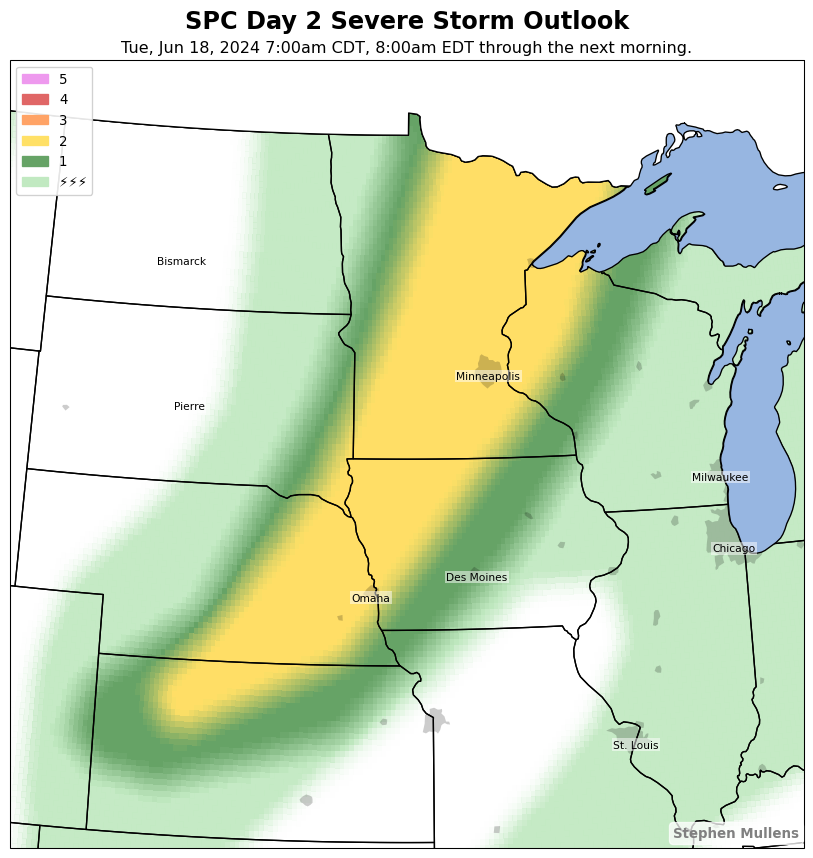 SPC Day 2 Severe Storm Outlook
Tue, Jun 18, 2024 7:00am CDT, 8:00am EDT through the next morning.
5
4
3
2
1
⚡⚡⚡
Bismarck
Minneapolis
Pierre
Milwaukee
Chicago
Des Moines
Omaha
St. Louis
Stephen Mullens